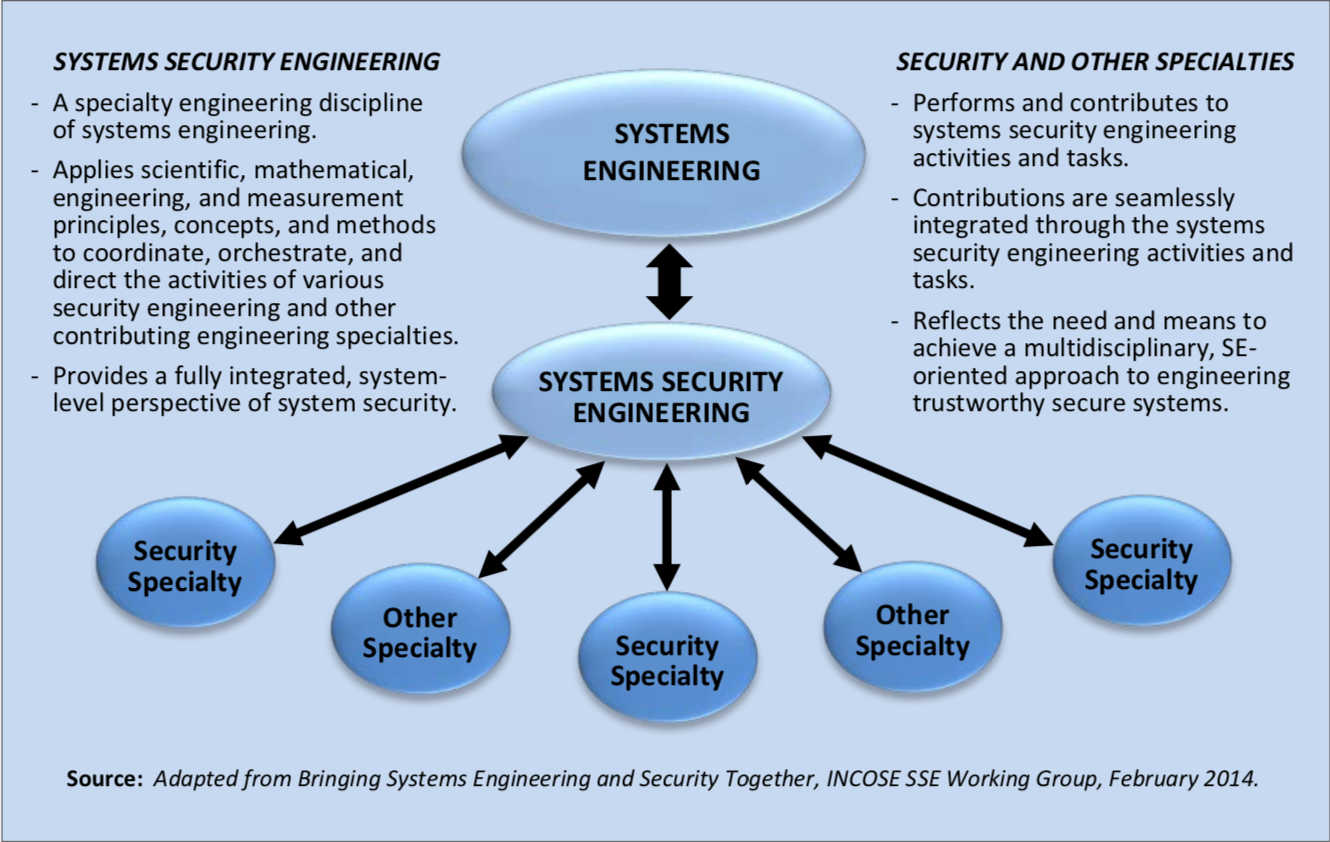 SYSTEMS SECURITY ENGINEERING
- A specialty engineering discipline
of systems engineering.
- Applies scientific, mathematical,
engineering, and measurement
principles, concepts, and methods
to coordinate, orchestrate, and
direct the activities of various
security engineering and other
contributing engineering specialties.
- Provides a fully integrated, system-
level perspective of system security.
SYSTEMS
ENGINEERING
SECURITY AND OTHER SPECIALTIES
- Performs and contributes to
systems security engineering
activities and tasks.
- Contributions are seamlessly
integrated through the systems
security engineering activities and
tasks.
- Reflects the need and means to
achieve a multidisciplinary, SE-
oriented approach to engineering
trustworthy secure systems.
SYSTEMS SECURITY
ENGINEERING
Security
Specialty
Other
Specialty
Security
Specialty
Other
Specialty
Security
Specialty
Source: Adapted from Bringing Systems Engineering and Security Together, INCOSE SSE Working Group, February 2014.